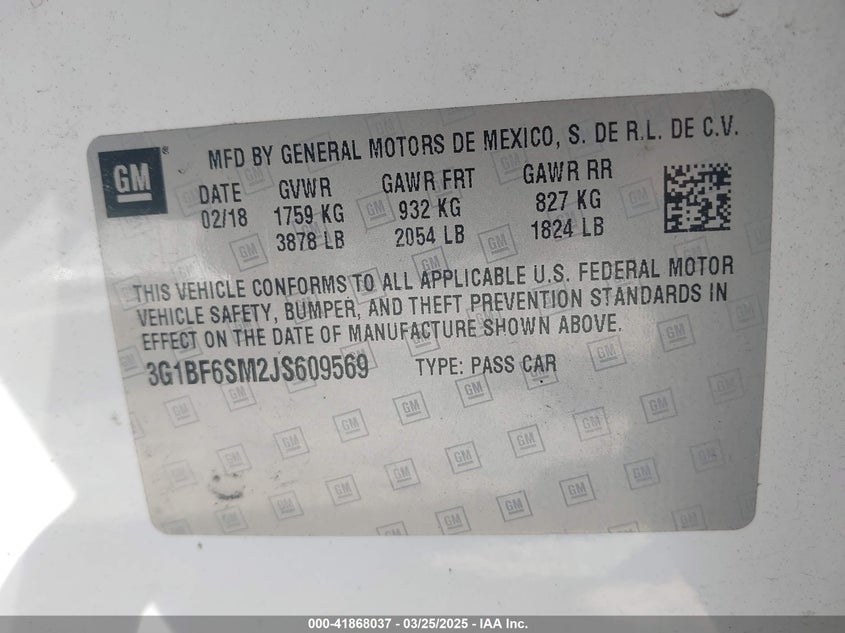 GM
MFD BY GENERAL MOTORS DE MEXICO, S. DE R.L. DE C.V.
DATE GVWR GAWR FRT GAWR RR
02/18 1759 KG 932 KG 827 KG
3878 LB 2054 LB 1824 LB
THIS VEHICLE CONFORMS TO ALL APPLICABLE U.S. FEDERAL MOTOR
VEHICLE SAFETY, BUMPER, AND THEFT PREVENTION STANDARDS IN
EFFECT ON THE DATE OF MANUFACTURE SHOWN ABOVE.
3G1BF6SM2JS609569 TYPE: PASS CAR
000-41868037 - 03/25/2025 - IAA Inc.